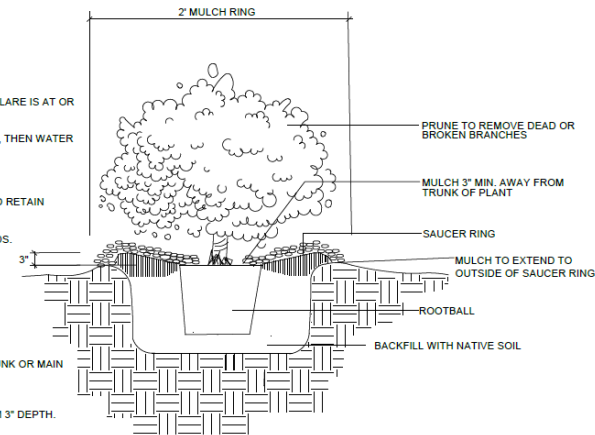 2' MULCH RING
LARE IS AT OR
, THEN WATER
PRUNE TO REMOVE DEAD OR
BROKEN BRANCHES
MULCH 3" MIN. AWAY FROM
TRUNK OF PLANT
RETAIN
SAUCER RING
DS.
3"
MULCH TO EXTEND TO
OUTSIDE OF SAUCER RING
ROOTBALL
BACKFILL WITH NATIVE SOIL
UNK OR MAIN
3" DEPTH.